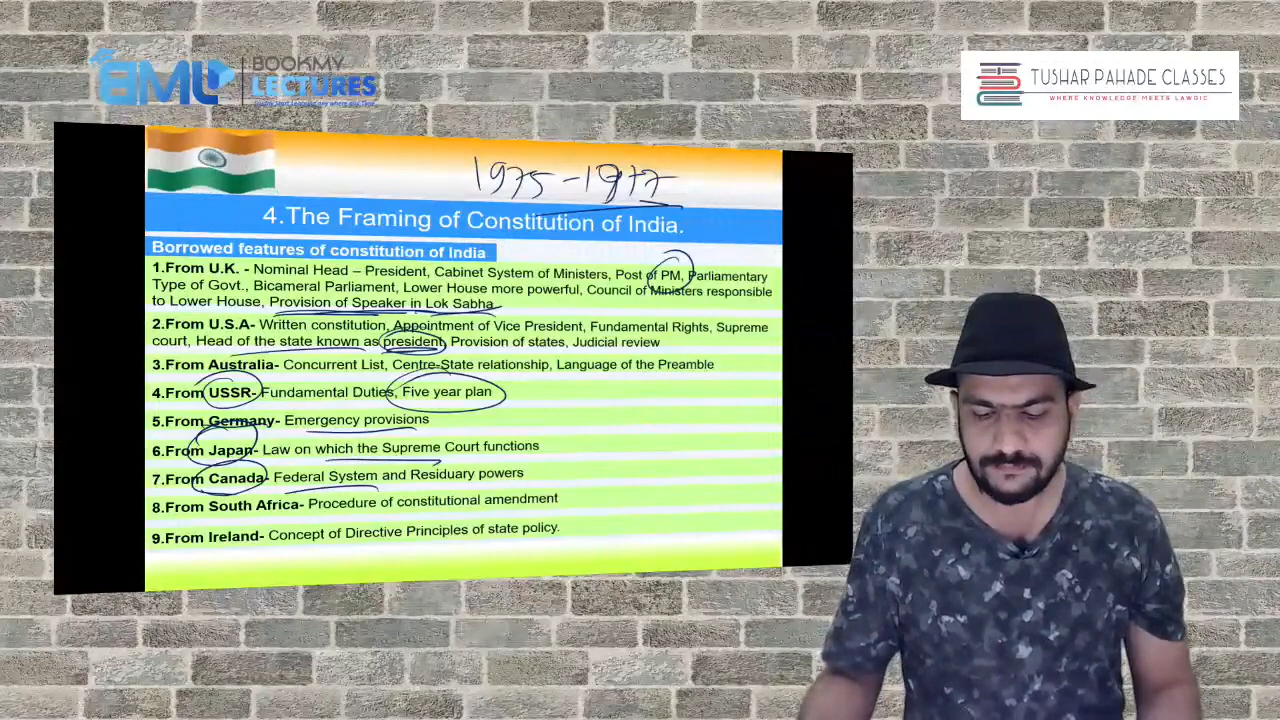 BML BOOKMY
LECTURES
TUSHAR PAHADE CLASSES
WHERE KNOWLEDGE MEETS LAWGIC
1975-1977
4.The Framing of Constitution of India.
Borrowed features of constitution of India
1.From U.K. - Nominal Head – President, Cabinet System of Ministers, Post of PM, Parliamentary
Type of Govt., Bicameral Parliament, Lower House more powerful, Council of Ministers responsible
to Lower House, Provision of Speaker in Lok Sabha
2.From U.S.A- Written constitution, Appointment of Vice President, Fundamental Rights, Supreme
court, Head of the state known as president, Provision of states, Judicial review
3.From Australia- Concurrent List, Centre-State relationship, Language of the Preamble
4.From USSR- Fundamental Duties, Five year plan
5.From Germany- Emergency provisions
6.From Japan- Law on which the Supreme Court functions
7.From Canada- Federal System and Residuary powers
8.From South Africa- Procedure of constitutional amendment
9.From Ireland- Concept of Directive Principles of state policy.